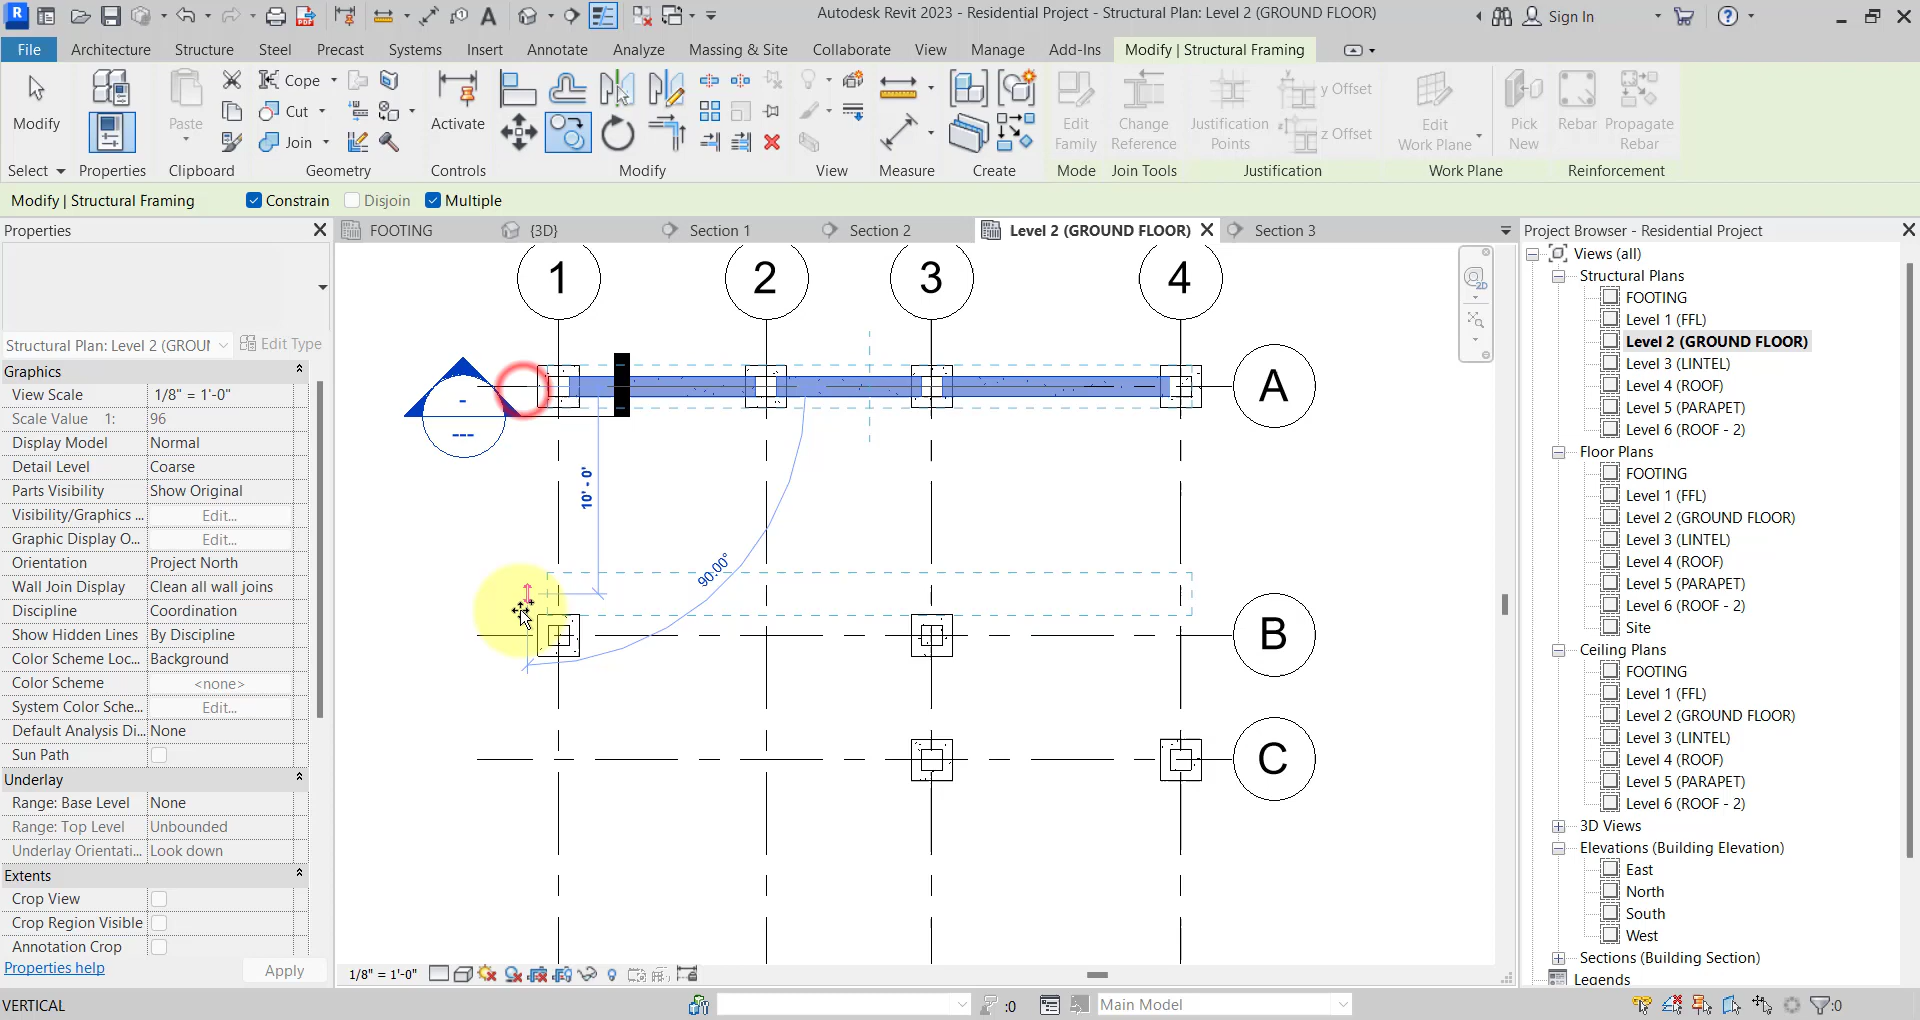 Autodesk Revit 2023 - Residential Project - Structural Plan: Level 2 (GROUND FLOOR)
Sign In
File
Architecture
Structure
Steel
Precast
Systems
Insert
Annotate
Analyze
Massing & Site
Collaborate
View
Manage
Add-Ins
Modify | Structural Framing
Modify
Paste
Cope
Cut
Join
Activate
Edit
Family
Change
Reference
Justification
Points
y Offset
z Offset
Edit
Work Plane
Pick
New
Rebar
Propagate
Rebar
Select
Properties
Clipboard
Geometry
Controls
Modify
View
Measure
Create
Mode
Join Tools
Justification
Work Plane
Reinforcement
Modify | Structural Framing
Constrain
Disjoin
Multiple
Properties
FOOTING
{3D}
Section 1
Section 2
Level 2 (GROUND FLOOR)
Section 3
Project Browser - Residential Project
Structural Plan: Level 2 (GROUN
Edit Type
Graphics
View Scale 1/8" = 1'-0"
Scale Value 1: 96
Display Model Normal
Detail Level Coarse
Parts Visibility Show Original
Visibility/Graphics ... Edit...
Graphic Display O... Edit...
Orientation Project North
Wall Join Display Clean all wall joins
Discipline Coordination
Show Hidden Lines By Discipline
Color Scheme Loc... Background
Color Scheme <none>
System Color Sche... Edit...
Default Analysis Di... None
Sun Path
Underlay
Range: Base Level None
Range: Top Level Unbounded
Underlay Orientati... Look down
Extents
Crop View
Crop Region Visible
Annotation Crop
Properties help
Apply
1
2
3
4
A
B
C
-
---
10' - 0"
90.00°
2D
Views (all)
Structural Plans
FOOTING
Level 1 (FFL)
Level 2 (GROUND FLOOR)
Level 3 (LINTEL)
Level 4 (ROOF)
Level 5 (PARAPET)
Level 6 (ROOF - 2)
Floor Plans
FOOTING
Level 1 (FFL)
Level 2 (GROUND FLOOR)
Level 3 (LINTEL)
Level 4 (ROOF)
Level 5 (PARAPET)
Level 6 (ROOF - 2)
Site
Ceiling Plans
FOOTING
Level 1 (FFL)
Level 2 (GROUND FLOOR)
Level 3 (LINTEL)
Level 4 (ROOF)
Level 5 (PARAPET)
Level 6 (ROOF - 2)
3D Views
Elevations (Building Elevation)
East
North
South
West
Sections (Building Section)
Legends
1/8" = 1'-0"
VERTICAL
:0
Main Model
:0